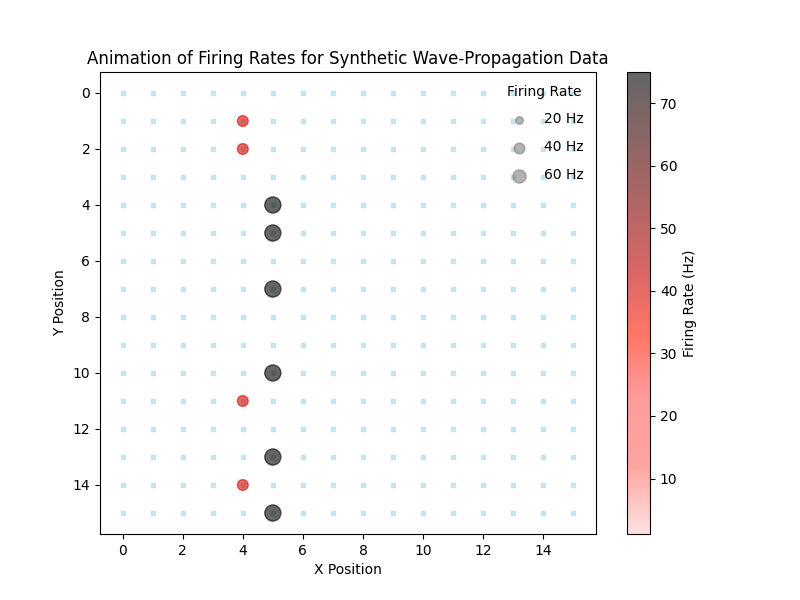 Animation of Firing Rates for Synthetic Wave-Propagation Data
Firing Rate
20 Hz
40 Hz
60 Hz
0
2
4
6
8
10
12
14
Y Position
0
2
4
6
8
10
12
14
X Position
70
60
50
40
30
20
10
Firing Rate (Hz)